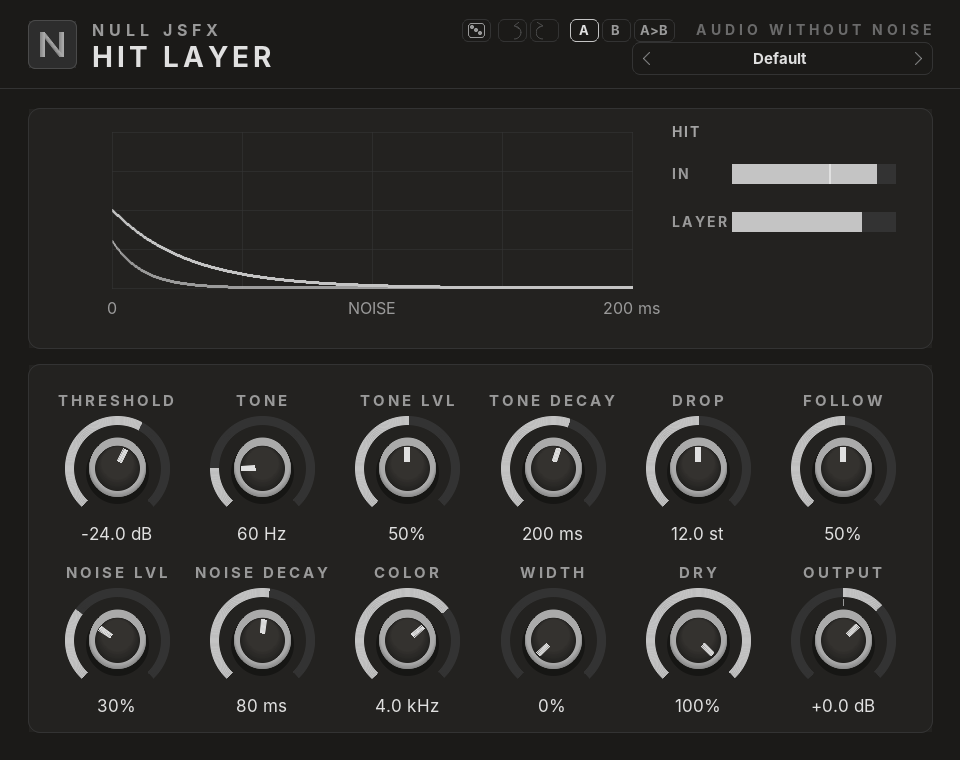 N
NULL JSFX
HIT LAYER
A B A>B
AUDIO WITHOUT NOISE
Default
HIT
IN
LAYER
0 NOISE 200 ms
THRESHOLD TONE TONE LVL TONE DECAY DROP FOLLOW
-24.0 dB 60 Hz 50% 200 ms 12.0 st 50%
NOISE LVL NOISE DECAY COLOR WIDTH DRY OUTPUT
30% 80 ms 4.0 kHz 0% 100% +0.0 dB